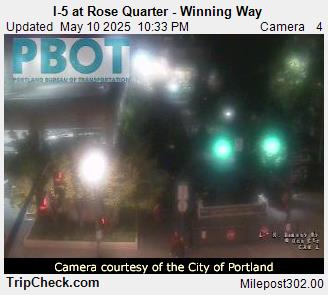 I-5 at Rose Quarter - Winning Way
Updated May 10 2025 10:33 PM Camera 4
PBOT
PORTLAND BUREAU OF TRANSPORTATION
Camera courtesy of the City of Portland
TripCheck.com Milepost302.00